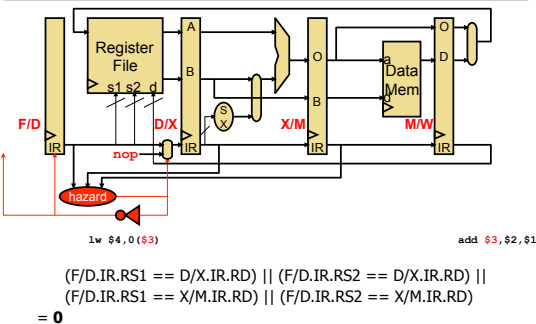 A O O
Register
File
B a Data D
Mem
s1 s2 d S X B d
F/D D/X X/M M/W
IR nop IR IR IR
hazard
lw $4,0($3) add $3,$2,$1
(F/D.IR.RS1 == D/X.IR.RD) || (F/D.IR.RS2 == D/X.IR.RD) ||
(F/D.IR.RS1 == X/M.IR.RD) || (F/D.IR.RS2 == X/M.IR.RD)
= 0